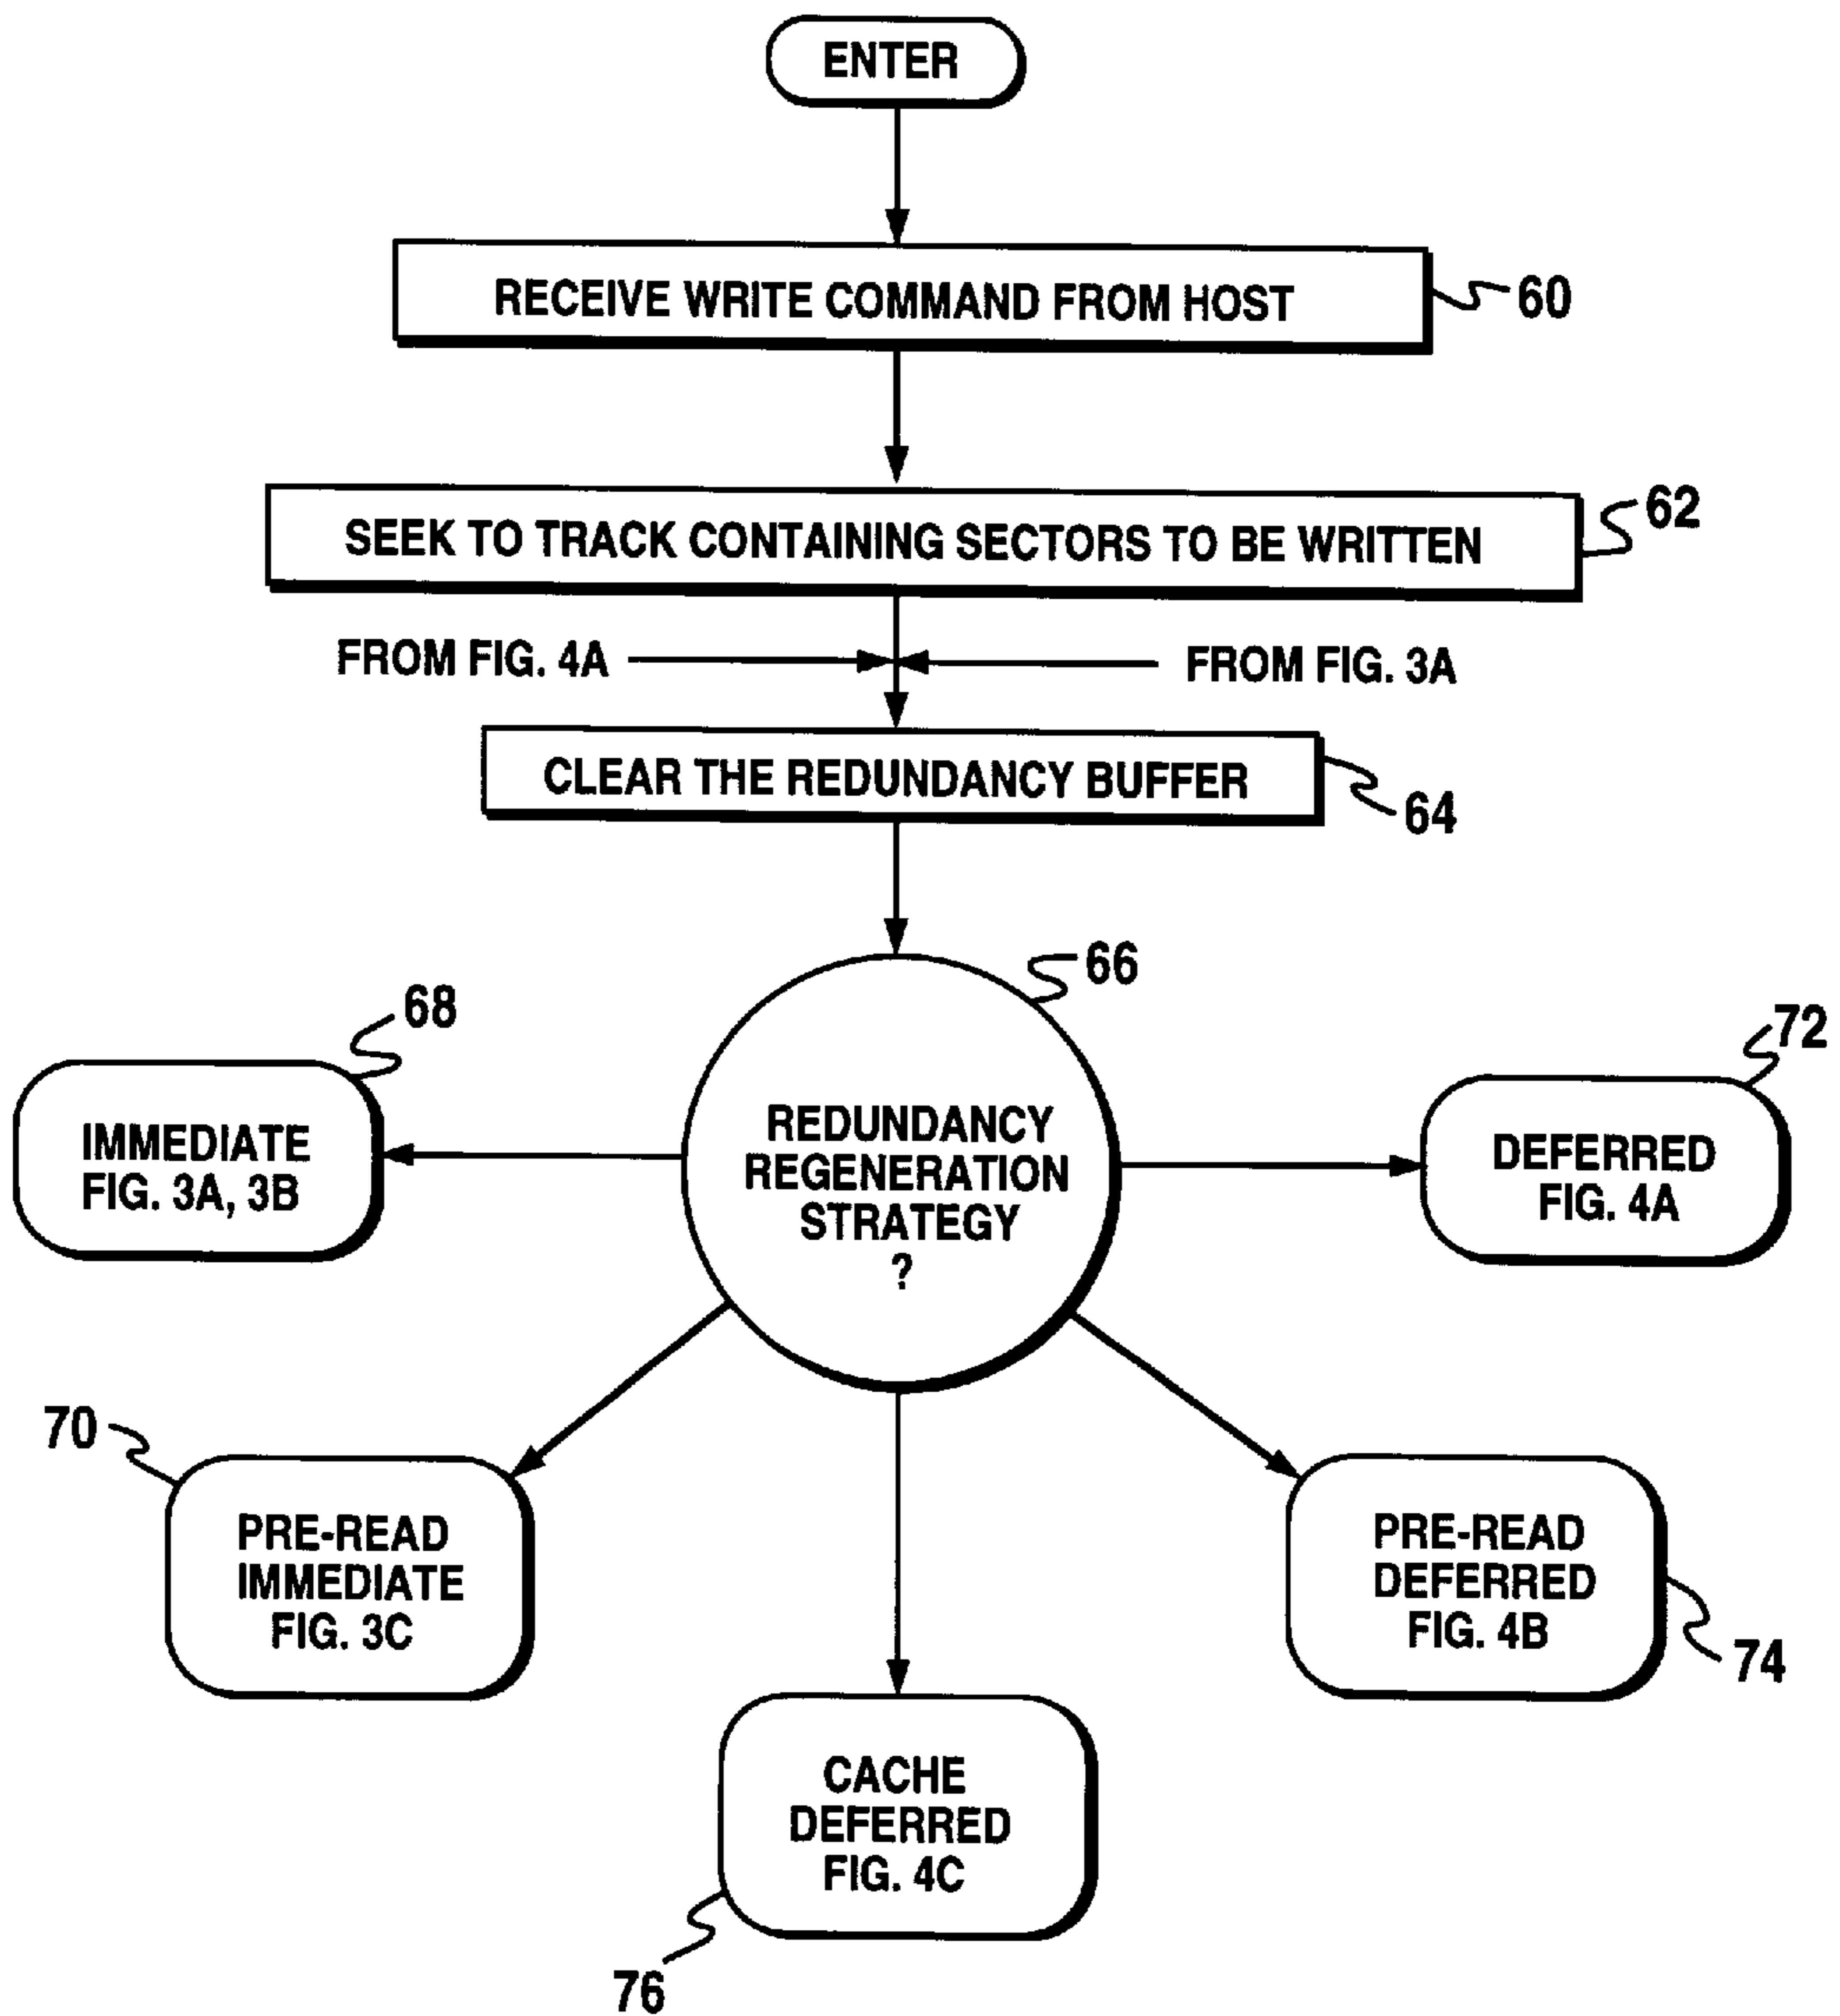 ENTER
RECEIVE WRITE COMMAND FROM HOST
60
SEEK TO TRACK CONTAINING SECTORS TO BE WRITTEN
62
FROM FIG. 4A
FROM FIG. 3A
CLEAR THE REDUNDANCY BUFFER
64
66
68
72
REDUNDANCY
REGENERATION
STRATEGY
?
IMMEDIATE
FIG. 3A, 3B
DEFERRED
FIG. 4A
70
PRE-READ
IMMEDIATE
FIG. 3C
PRE-READ
DEFERRED
FIG. 4B
74
CACHE
DEFERRED
FIG. 4C
76